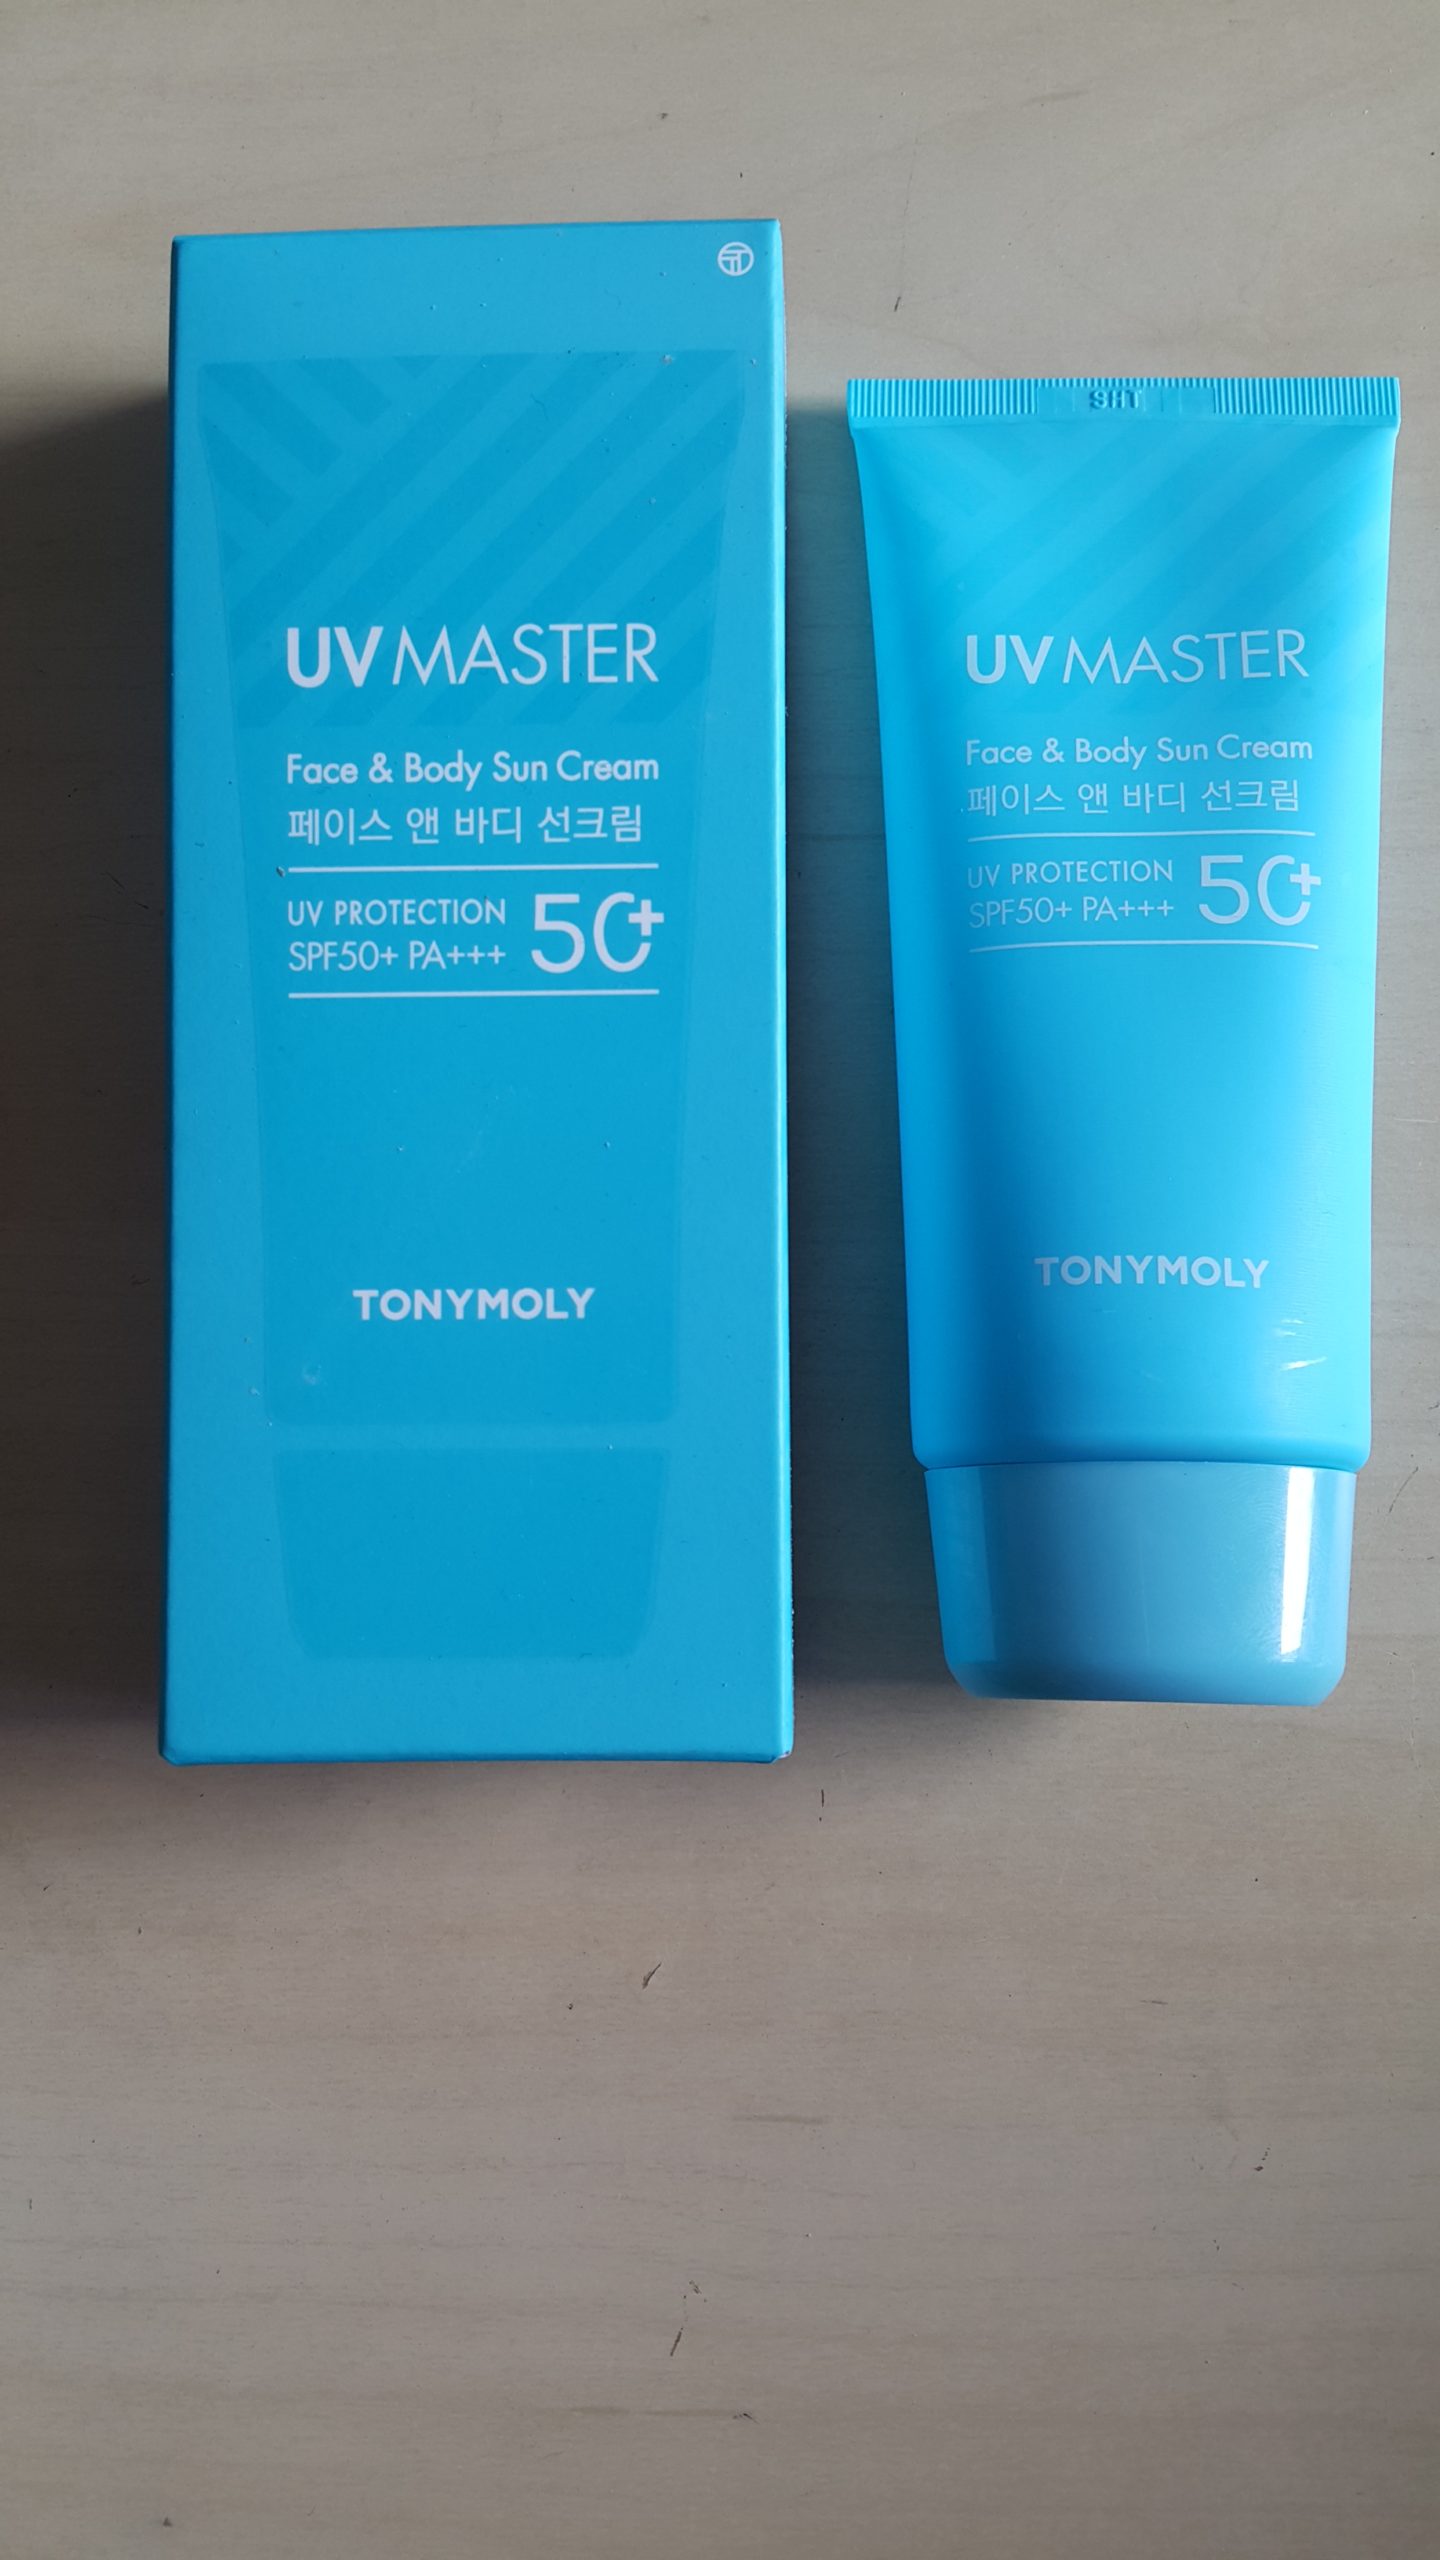 UV MASTER
Face & Body Sun Cream
페이스 앤 바디 선크림
UV PROTECTION
SPF50+ PA+++
50+
TONYMOLY
SHT
UV MASTER
Face & Body Sun Cream
페이스 앤 바디 선크림
UV PROTECTION
SPF50+ PA+++
50+
TONYMOLY